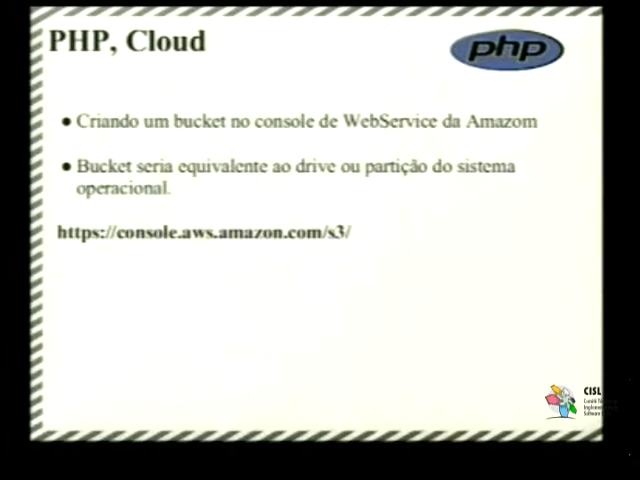 PHP, Cloud
php
● Criando um bucket no console de WebService da Amazom
● Bucket seria equivalente ao drive ou partição do sistema
operacional.
https://console.aws.amazon.com/s3/
CISL